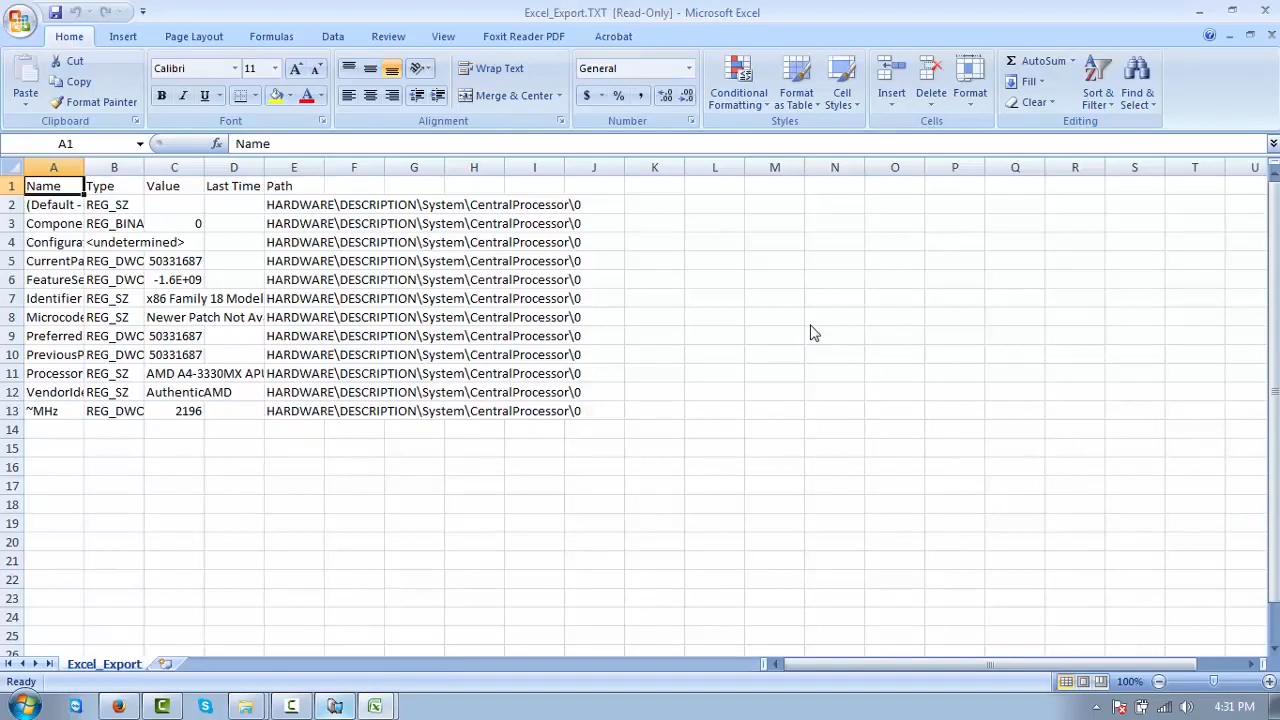 Excel_Export.TXT [Read-Only] - Microsoft Excel
Home Insert Page Layout Formulas Data Review View Foxit Reader PDF Acrobat
Paste
Cut
Copy
Format Painter
Clipboard
Calibri 11
B I U
Font
Wrap Text
Merge & Center
Alignment
General
$ % ,
Number
Conditional Formatting
Format as Table
Cell Styles
Styles
Insert Delete Format
Cells
AutoSum
Fill
Clear
Sort & Filter
Find & Select
Editing
A1 fx Name
A B C D E F G H I J K L M N O P Q R S T U
1 Name Type Value Last Time Path
2 (Default - REG_SZ HARDWARE\DESCRIPTION\System\CentralProcessor\0
3 Compone REG_BINA 0 HARDWARE\DESCRIPTION\System\CentralProcessor\0
4 Configura <undetermined> HARDWARE\DESCRIPTION\System\CentralProcessor\0
5 CurrentPa REG_DWC 50331687 HARDWARE\DESCRIPTION\System\CentralProcessor\0
6 FeatureSe REG_DWC -1.6E+09 HARDWARE\DESCRIPTION\System\CentralProcessor\0
7 Identifier REG_SZ x86 Family 18 Model HARDWARE\DESCRIPTION\System\CentralProcessor\0
8 Microcode REG_SZ Newer Patch Not Av HARDWARE\DESCRIPTION\System\CentralProcessor\0
9 Preferred REG_DWC 50331687 HARDWARE\DESCRIPTION\System\CentralProcessor\0
10 PreviousP REG_DWC 50331687 HARDWARE\DESCRIPTION\System\CentralProcessor\0
11 Processor REG_SZ AMD A4-3330MX APU HARDWARE\DESCRIPTION\System\CentralProcessor\0
12 VendorIde REG_SZ AuthenticAMD HARDWARE\DESCRIPTION\System\CentralProcessor\0
13 ~MHz REG_DWC 2196 HARDWARE\DESCRIPTION\System\CentralProcessor\0
14
15
16
17
18
19
20
21
22
23
24
25
26
Excel_Export
Ready 100%
4:31 PM